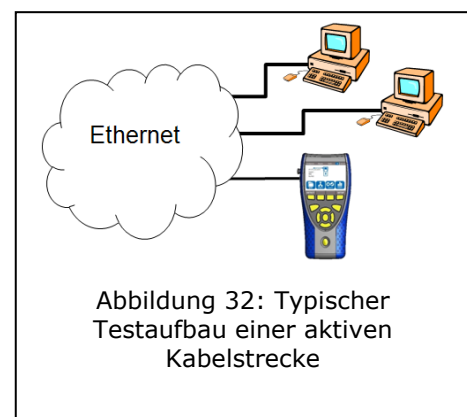 Ethernet
Abbildung 32: Typischer
Testaufbau einer aktiven
Kabelstrecke